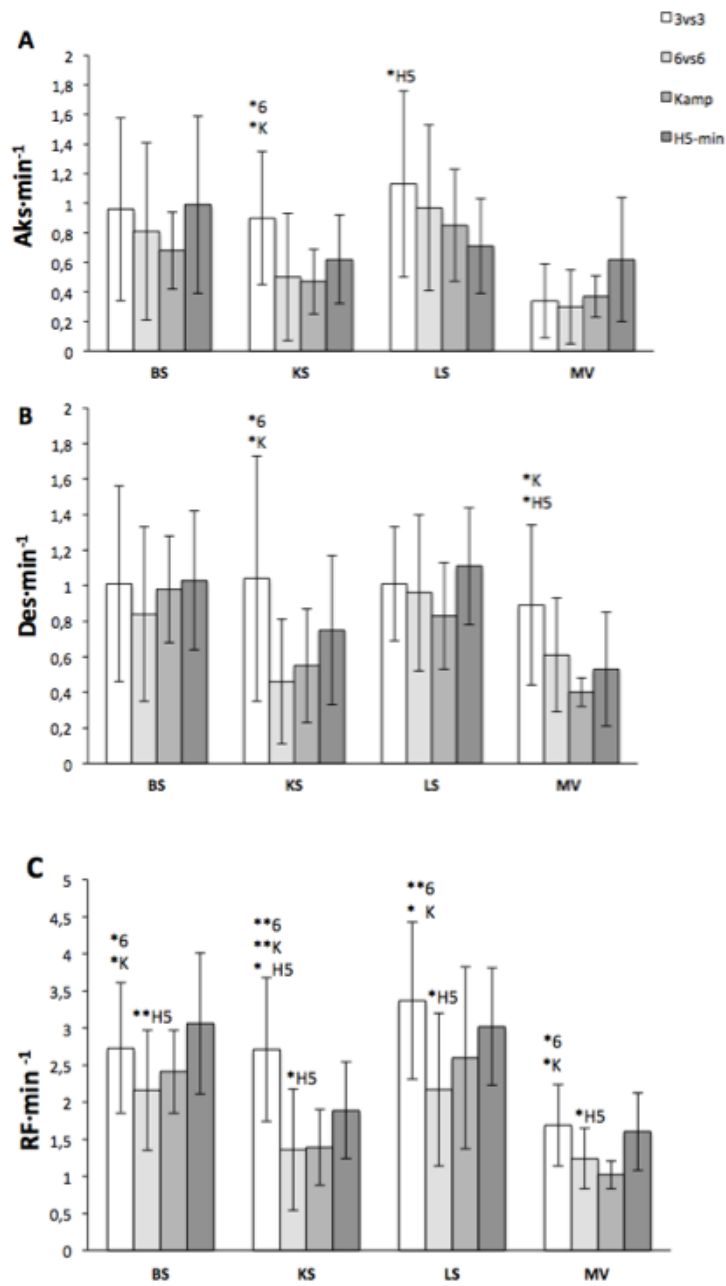 3vs3
6vs6
Kamp
H5-min
A
Aks·min-1
2
1,8
1,6
1,4
1,2
1
0,8
0,6
0,4
0,2
0
*6
*K
*H5
BS KS LS MV
B
Des·min-1
2
1,8
1,6
1,4
1,2
1
0,8
0,6
0,4
0,2
0
*6
*K
*K
*H5
BS KS LS MV
C
RF·min -1
5
4,5
4
3,5
3
2,5
2
1,5
1
0,5
0
*6
*K
**H5
**6
**K
*_H5
*H5
**6
* K
*H5
*6
*K
*H5
BS KS LS MV